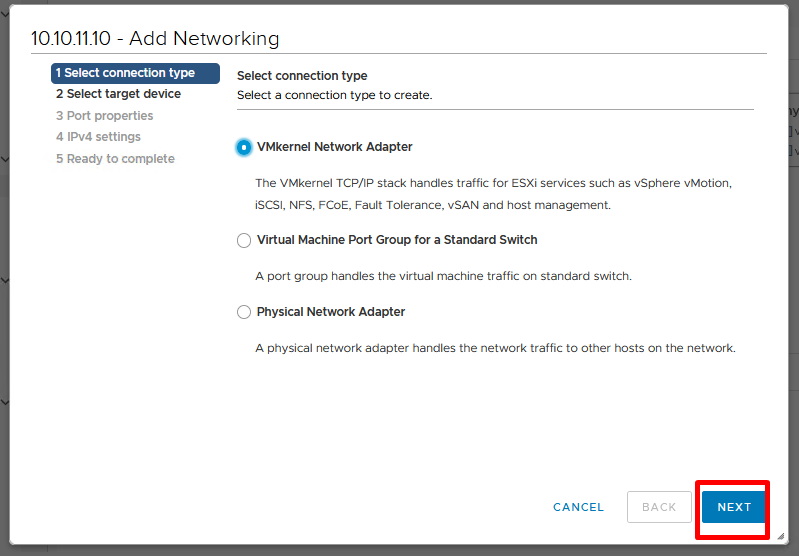 10.10.11.10 - Add Networking
1 Select connection type
2 Select target device
3 Port properties
4 IPv4 settings
5 Ready to complete
Select connection type
Select a connection type to create.
VMkernel Network Adapter
The VMkernel TCP/IP stack handles traffic for ESXi services such as vSphere vMotion,
iSCSI, NFS, FCoE, Fault Tolerance, vSAN and host management.
Virtual Machine Port Group for a Standard Switch
A port group handles the virtual machine traffic on standard switch.
Physical Network Adapter
A physical network adapter handles the network traffic to other hosts on the network.
CANCEL
BACK
NEXT